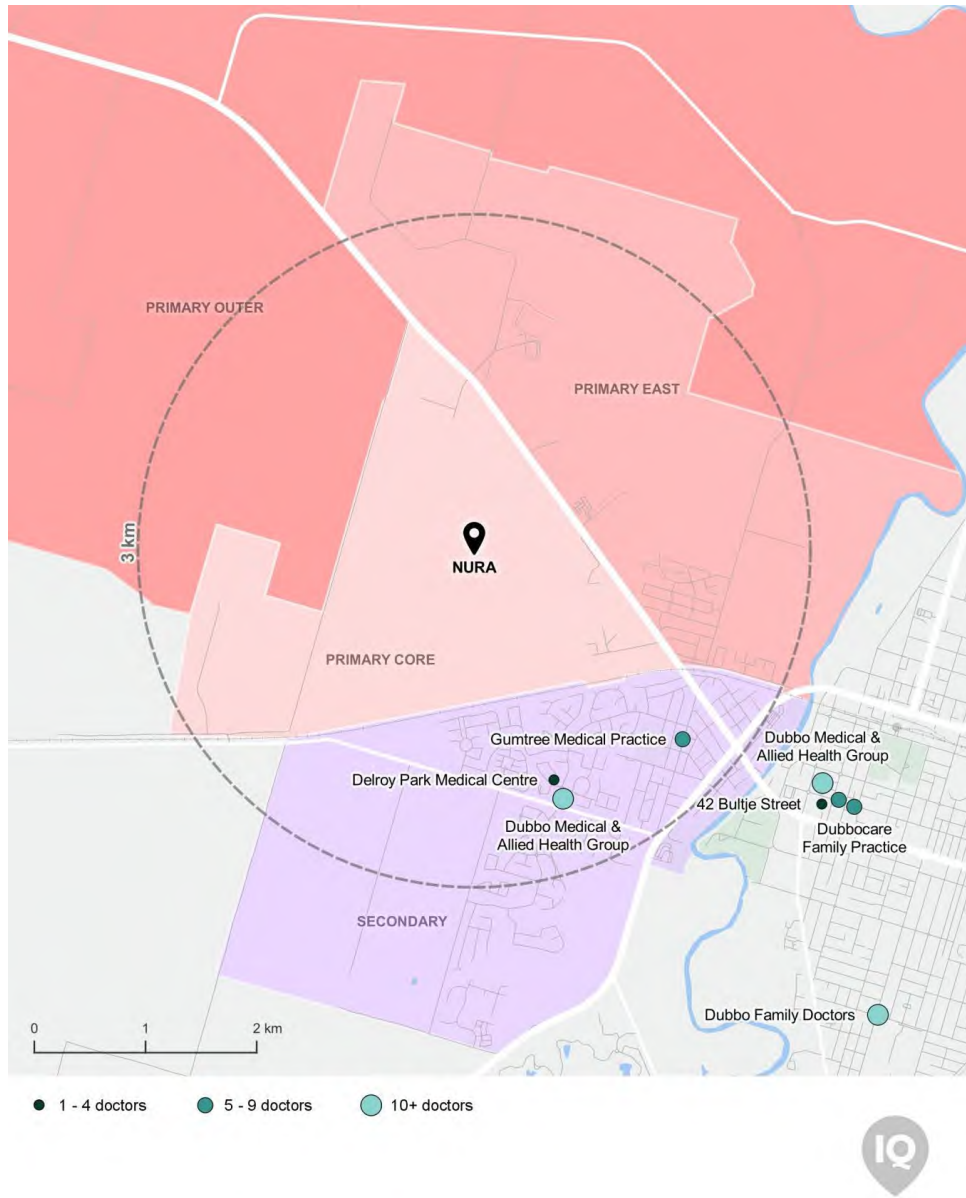 PRIMARY OUTER
PRIMARY EAST
3 km
NURA
PRIMARY CORE
Gumtree Medical Practice
Dubbo Medical &
Allied Health Group
Delroy Park Medical Centre
42 Bultje Street
Dubbo Medical &
Allied Health Group
Dubbocare
Family Practice
SECONDARY
Dubbo Family Doctors
0 1 2 km
1 - 4 doctors 5 - 9 doctors 10+ doctors
IQ